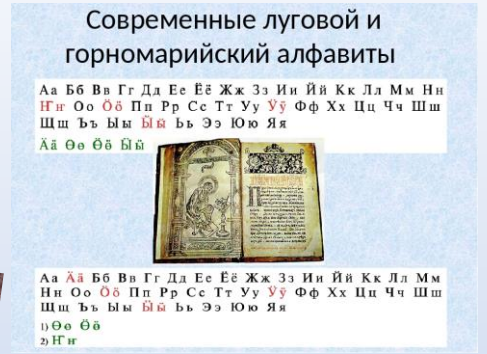 Современные луговой и
горномарийский алфавиты
Аа Бб Вв Гг Дд Ее Ёё Жж Зз Ии Йй Кк Лл Мм Нн
Ҥҥ Оо Ӧӧ Пп Рр Сс Тт Уу Ӱӱ Фф Хх Цц Чч Шш
Щщ Ъъ Ыы Ӹӹ Ьь Ээ Юю Яя
Ӓӓ Өө Ӫӫ Ӹӹ
Аа Ӓӓ Бб Вв Гг Дд Ее Ёё Жж Зз Ии Йй Кк Лл Мм
Нн Оо Ӧӧ Пп Рр Сс Тт Уу Ӱӱ Фф Хх Цц Чч Шш
Щщ Ъъ Ыы Ӹӹ Ьь Ээ Юю Яя
1) Өө Ӫӫ
2) Ҥҥ